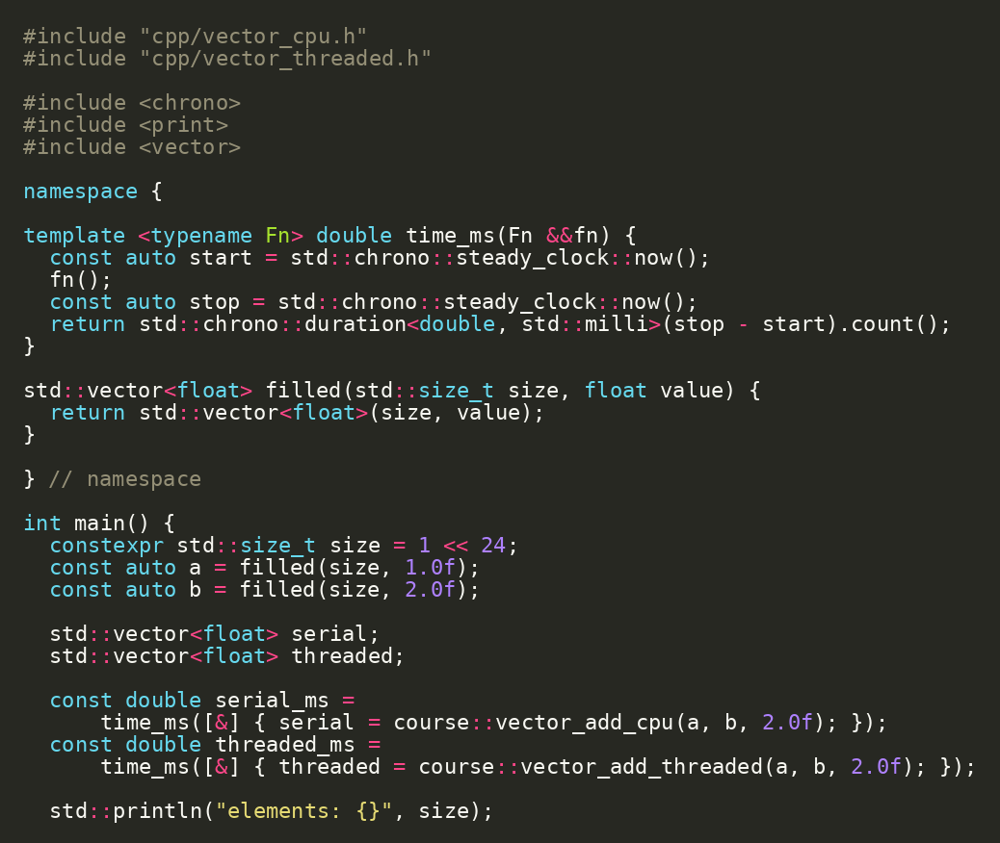 #include "cpp/vector_cpu.h"
#include "cpp/vector_threaded.h"

#include <chrono>
#include <print>
#include <vector>

namespace {

template <typename Fn> double time_ms(Fn &&fn) {
  const auto start = std::chrono::steady_clock::now();
  fn();
  const auto stop = std::chrono::steady_clock::now();
  return std::chrono::duration<double, std::milli>(stop - start).count();
}

std::vector<float> filled(std::size_t size, float value) {
  return std::vector<float>(size, value);
}

} // namespace

int main() {
  constexpr std::size_t size = 1 << 24;
  const auto a = filled(size, 1.0f);
  const auto b = filled(size, 2.0f);

  std::vector<float> serial;
  std::vector<float> threaded;

  const double serial_ms =
      time_ms([&] { serial = course::vector_add_cpu(a, b, 2.0f); });
  const double threaded_ms =
      time_ms([&] { threaded = course::vector_add_threaded(a, b, 2.0f); });

  std::println("elements: {}", size);